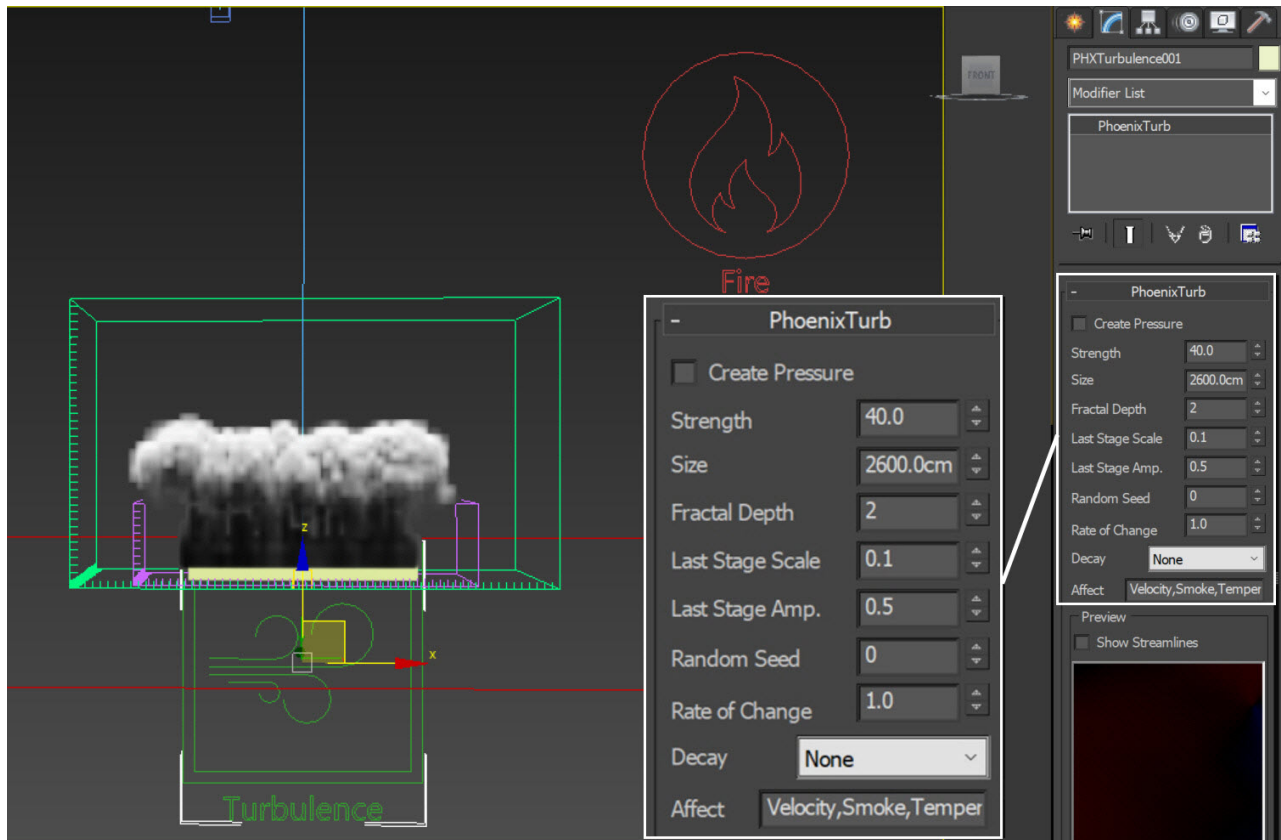 FRONT
Fire
Turbulence
z
x
PhoenixTurb
Create Pressure
Strength 40.0
Size 2600.0cm
Fractal Depth 2
Last Stage Scale 0.1
Last Stage Amp. 0.5
Random Seed 0
Rate of Change 1.0
Decay None
Affect Velocity,Smoke,Temper
PHXTurbulence001
Modifier List
PhoenixTurb
- PhoenixTurb
Create Pressure
Strength 40.0
Size 2600.0cm
Fractal Depth 2
Last Stage Scale 0.1
Last Stage Amp. 0.5
Random Seed 0
Rate of Change 1.0
Decay None
Affect Velocity,Smoke,Temper
Preview
Show Streamlines